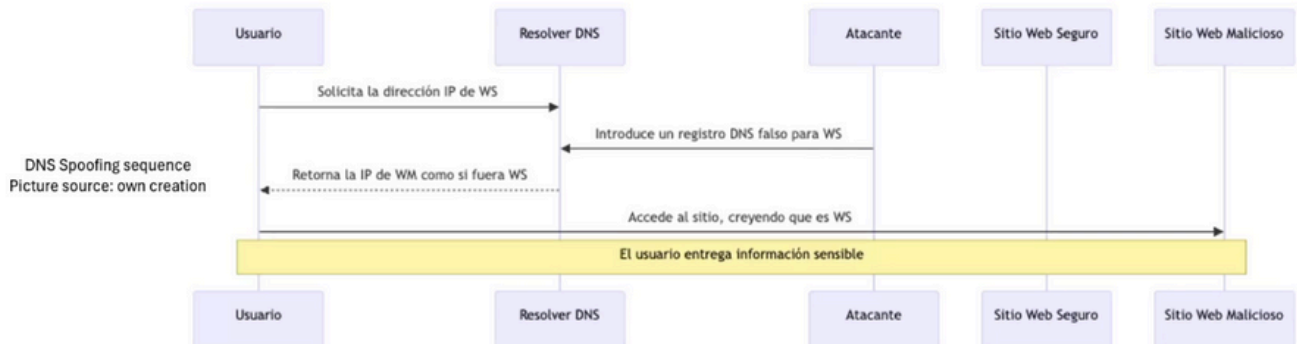 Usuario
Resolver DNS
Atacante
Sitio Web Seguro
Sitio Web Malicioso
Solicita la dirección IP de WS
Introduce un registro DNS falso para WS
DNS Spoofing sequence
Picture source: own creation
Retorna la IP de WM como si fuera WS
Accede al sitio, creyendo que es WS
El usuario entrega información sensible
Usuario
Resolver DNS
Atacante
Sitio Web Seguro
Sitio Web Malicioso